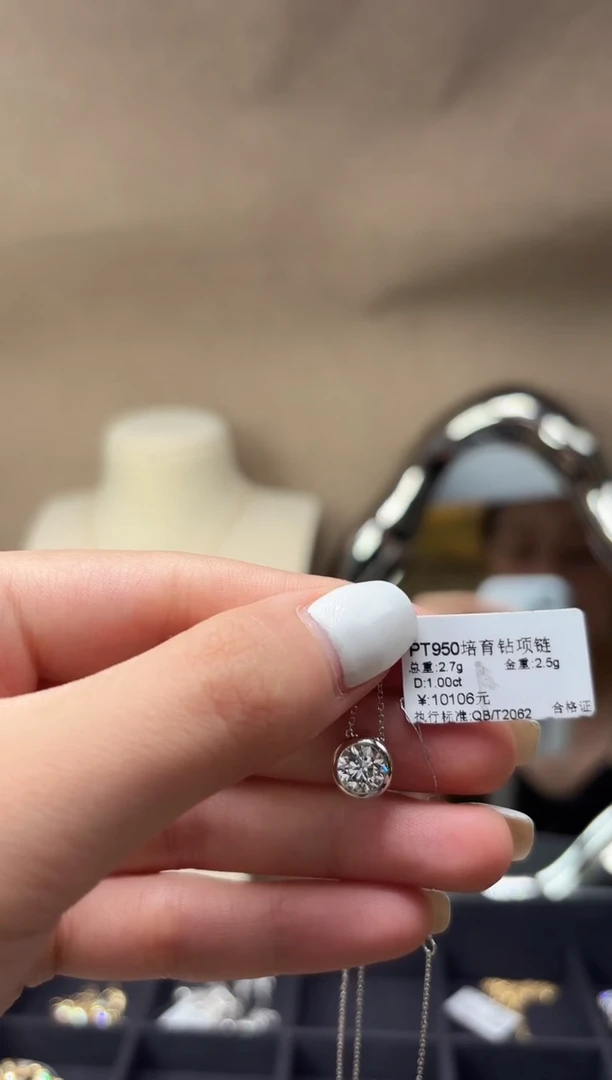 PT950培育钻项链
总重:2.7g 金重:2.5g
D:1.00ct
¥:10106元
执行标准:QB/T2062 合格证